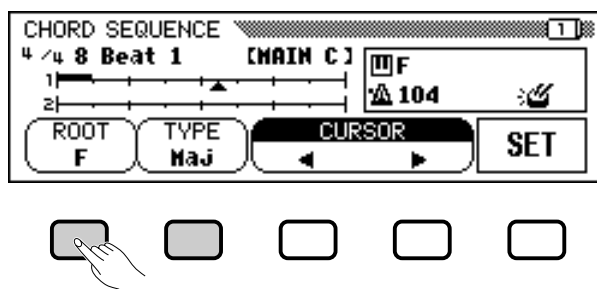 CHORD SEQUENCE 1
4/4 8 Beat 1 [MAIN C] F
1
2 104
ROOT TYPE CURSOR SET
F Maj